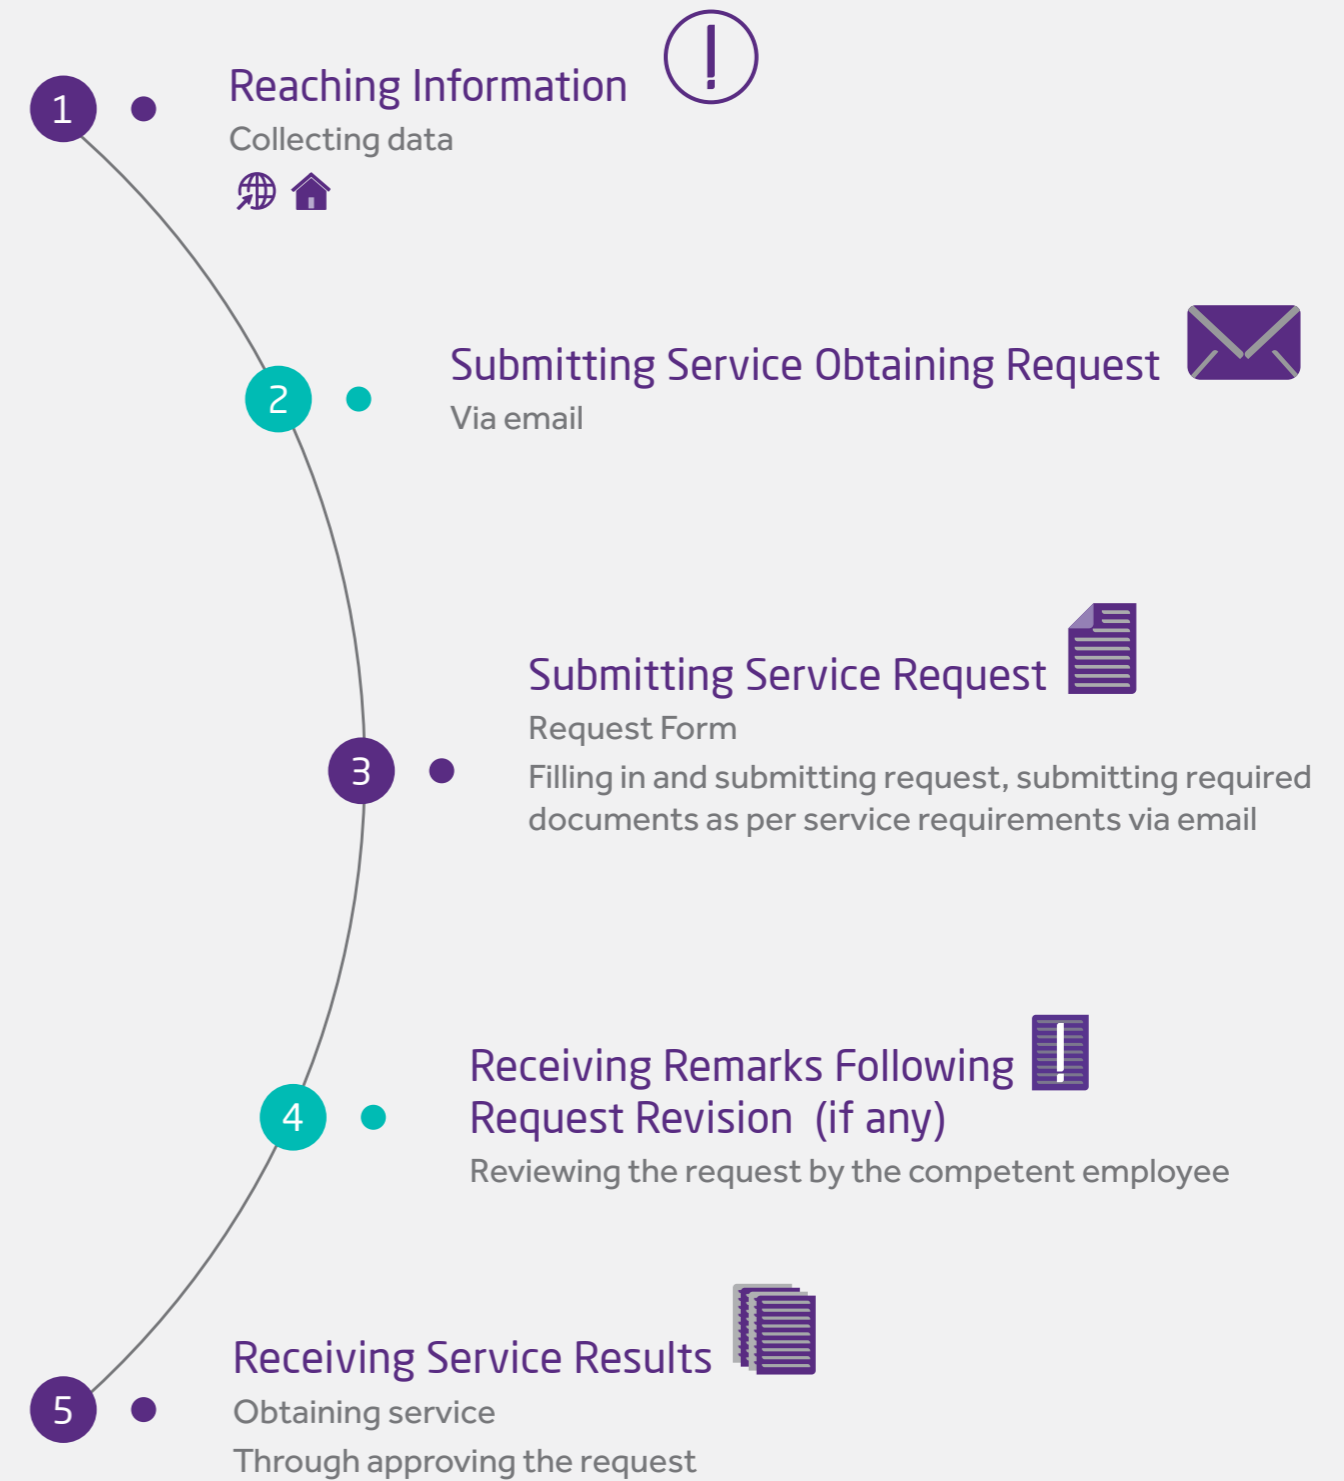 1
Reaching Information
Collecting data
2
Submitting Service Obtaining Request
Via email
3
Submitting Service Request
Request Form
Filling in and submitting request, submitting required
documents as per service requirements via email
4
Receiving Remarks Following
Request Revision (if any)
Reviewing the request by the competent employee
5
Receiving Service Results
Obtaining service
Through approving the request